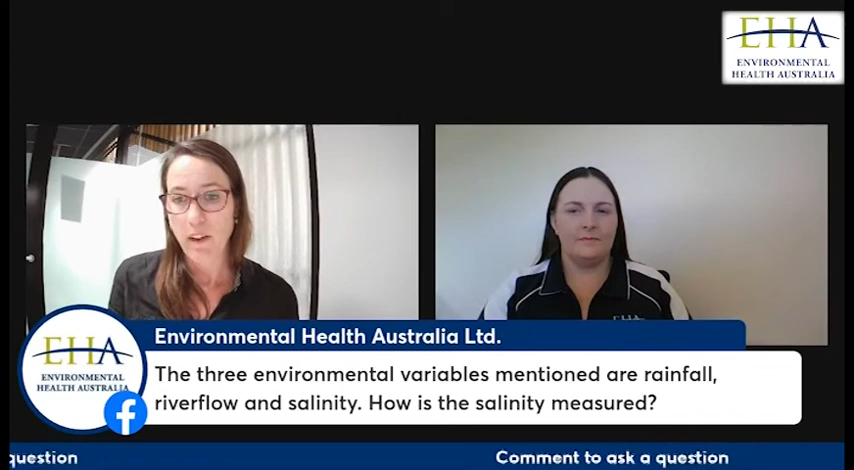 EHA
ENVIRONMENTAL
HEALTH AUSTRALIA
EHA
Environmental Health Australia Ltd.
The three environmental variables mentioned are rainfall,
riverflow and salinity. How is the salinity measured?
EHA
ENVIRONMENTAL
HEALTH AUSTRALIA
question
Comment to ask a question